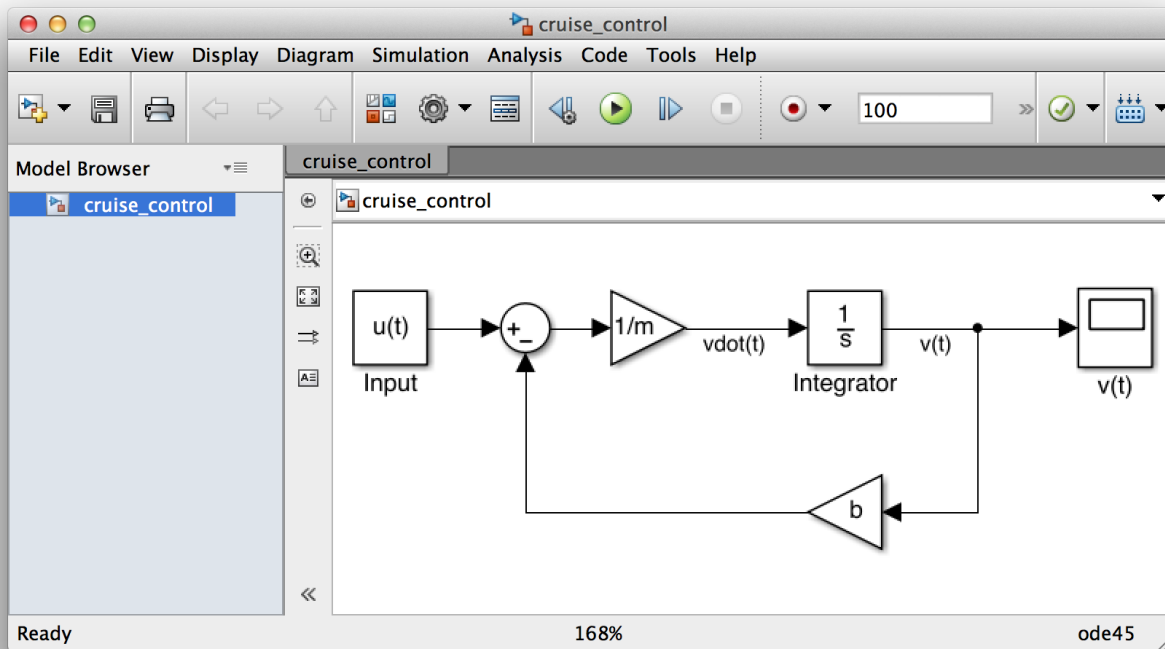 cruise_control
File Edit View Display Diagram Simulation Analysis Code Tools Help
100
Model Browser
cruise_control
cruise_control
cruise_control
u(t)
Input
+
−
1/m
vdot(t)
1
s
Integrator
v(t)
v(t)
b
Ready
168%
ode45